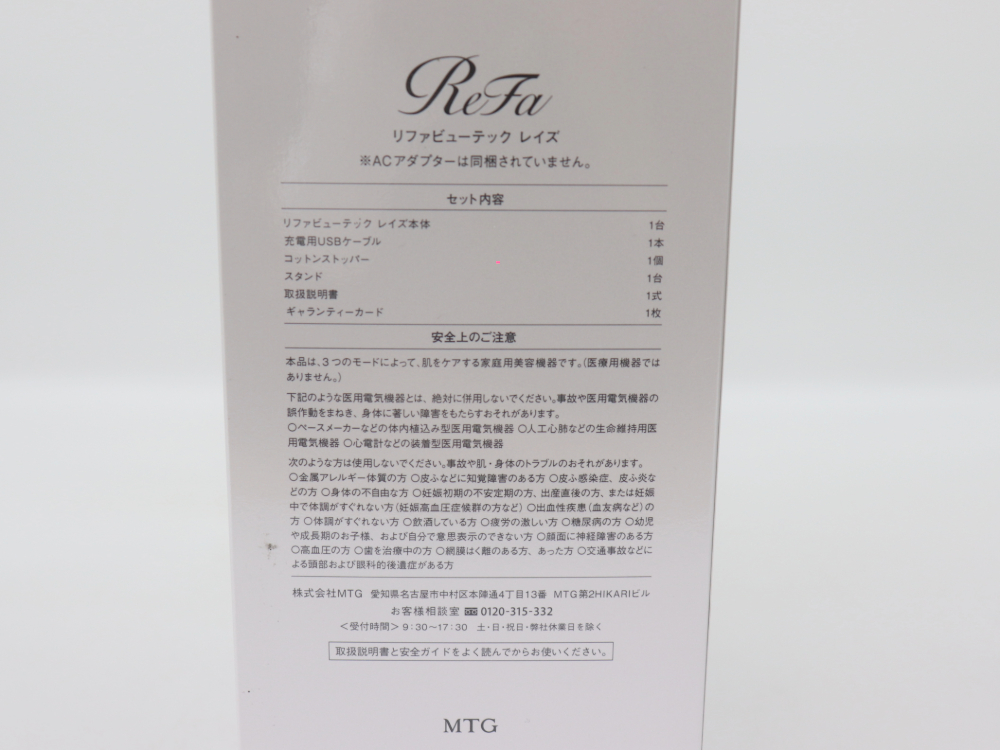 ReFa
リファビューテック レイズ
※ACアダプターは同梱されていません。
セット内容
リファビューテック レイズ本体 1台
充電用USBケーブル 1本
コットンストッパー 1個
スタンド 1台
取扱説明書 1式
ギャランティーカード 1枚
安全上のご注意
本品は、3つのモードによって、肌をケアする家庭用美容機器です。(医療用機器では
ありません。)
下記のような医用電気機器とは、絶対に併用しないでください。事故や医用電気機器の
誤作動をまねき、身体に著しい障害をもたらすおそれがあります。
○ペースメーカーなどの体内植込み型医用電気機器 ○人工心肺などの生命維持用医
用電気機器 ○心電計などの装着型医用電気機器
次のような方は使用しないでください。事故や肌・身体のトラブルのおそれがあります。
○金属アレルギー体質の方 ○皮ふなどに知覚障害のある方 ○皮ふ感染症、皮ふ炎な
どの方 ○身体の不自由な方 ○妊娠初期の不安定期の方、出産直後の方、または妊娠
中で体調がすぐれない方(妊娠高血圧症候群の方など) ○出血性疾患(血友病など)の
方 ○体調がすぐれない方 ○飲酒している方 ○疲労の激しい方 ○糖尿病の方 ○幼児
や成長期のお子様、および自分で意思表示のできない方 ○顔面に神経障害のある方
○高血圧の方 ○歯を治療中の方 ○網膜はく離のある方、あった方 ○交通事故などに
よる頭部および眼科的後遺症がある方
株式会社MTG 愛知県名古屋市中村区本陣通4丁目13番 MTG第2HIKARIビル
お客様相談室 0120-315-332
＜受付時間＞9:30～17:30 土・日・祝日・弊社休業日を除く
取扱説明書と安全ガイドをよく読んでからお使いください。
MTG